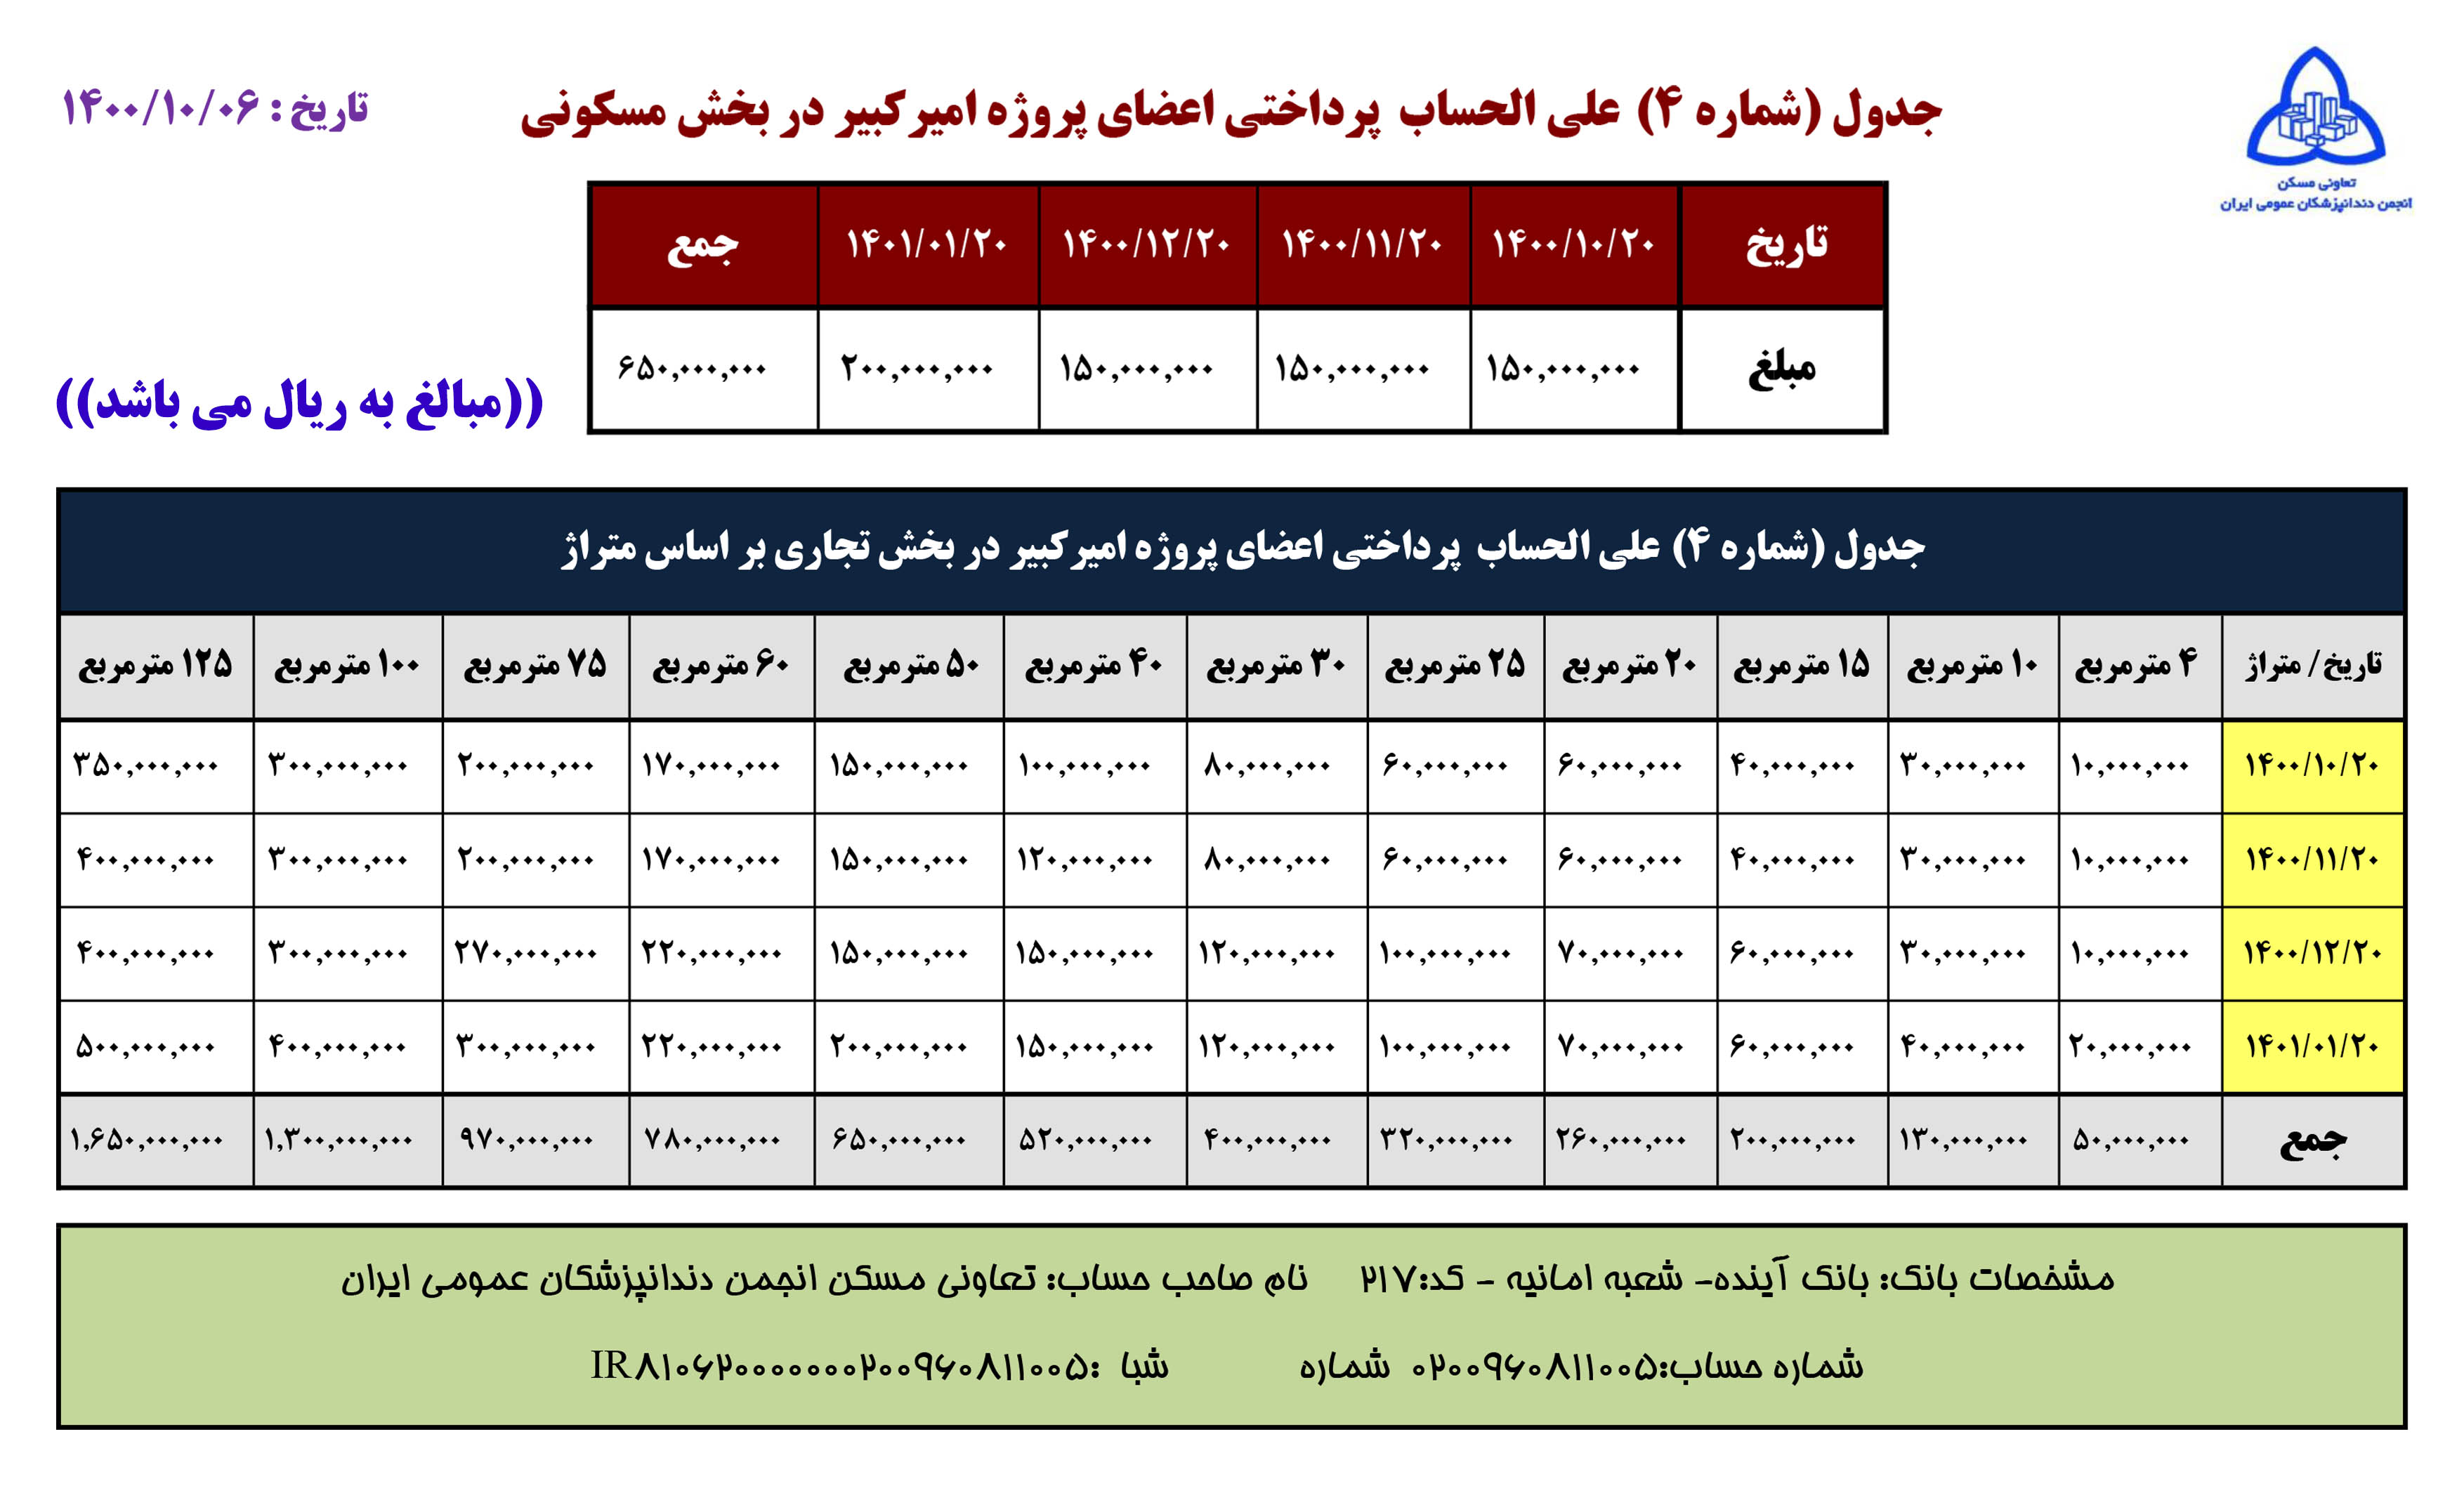 تعاونی مسکن
انجمن دندانپزشکان عمومی ایران
جدول (شماره ۴) علی الحساب پرداختی اعضای پروژه امیرکبیر در بخش مسکونی
تاریخ : ۱۴۰۰/۱۰/۰۶
تاریخ ۱۴۰۰/۱۰/۲۰ ۱۴۰۰/۱۱/۲۰ ۱۴۰۰/۱۲/۲۰ ۱۴۰۱/۰۱/۲۰ جمع
مبلغ ۱۵۰,۰۰۰,۰۰۰ ۱۵۰,۰۰۰,۰۰۰ ۱۵۰,۰۰۰,۰۰۰ ۲۰۰,۰۰۰,۰۰۰ ۶۵۰,۰۰۰,۰۰۰
((مبالغ به ریال می باشد))
جدول (شماره ۴) علی الحساب پرداختی اعضای پروژه امیرکبیر در بخش تجاری بر اساس متراژ
تاریخ/ متراژ ۴ مترمربع ۱۰ مترمربع ۱۵ مترمربع ۲۰ مترمربع ۲۵ مترمربع ۳۰ مترمربع ۴۰ مترمربع ۵۰ مترمربع ۶۰ مترمربع ۷۵ مترمربع ۱۰۰ مترمربع ۱۲۵ مترمربع
۱۴۰۰/۱۰/۲۰ ۱۰,۰۰۰,۰۰۰ ۳۰,۰۰۰,۰۰۰ ۴۰,۰۰۰,۰۰۰ ۶۰,۰۰۰,۰۰۰ ۶۰,۰۰۰,۰۰۰ ۸۰,۰۰۰,۰۰۰ ۱۰۰,۰۰۰,۰۰۰ ۱۵۰,۰۰۰,۰۰۰ ۱۷۰,۰۰۰,۰۰۰ ۲۰۰,۰۰۰,۰۰۰ ۳۰۰,۰۰۰,۰۰۰ ۳۵۰,۰۰۰,۰۰۰
۱۴۰۰/۱۱/۲۰ ۱۰,۰۰۰,۰۰۰ ۳۰,۰۰۰,۰۰۰ ۴۰,۰۰۰,۰۰۰ ۶۰,۰۰۰,۰۰۰ ۶۰,۰۰۰,۰۰۰ ۸۰,۰۰۰,۰۰۰ ۱۲۰,۰۰۰,۰۰۰ ۱۵۰,۰۰۰,۰۰۰ ۱۷۰,۰۰۰,۰۰۰ ۲۰۰,۰۰۰,۰۰۰ ۳۰۰,۰۰۰,۰۰۰ ۴۰۰,۰۰۰,۰۰۰
۱۴۰۰/۱۲/۲۰ ۱۰,۰۰۰,۰۰۰ ۳۰,۰۰۰,۰۰۰ ۶۰,۰۰۰,۰۰۰ ۷۰,۰۰۰,۰۰۰ ۱۰۰,۰۰۰,۰۰۰ ۱۲۰,۰۰۰,۰۰۰ ۱۵۰,۰۰۰,۰۰۰ ۱۵۰,۰۰۰,۰۰۰ ۲۲۰,۰۰۰,۰۰۰ ۲۷۰,۰۰۰,۰۰۰ ۳۰۰,۰۰۰,۰۰۰ ۴۰۰,۰۰۰,۰۰۰
۱۴۰۱/۰۱/۲۰ ۲۰,۰۰۰,۰۰۰ ۴۰,۰۰۰,۰۰۰ ۶۰,۰۰۰,۰۰۰ ۷۰,۰۰۰,۰۰۰ ۱۰۰,۰۰۰,۰۰۰ ۱۲۰,۰۰۰,۰۰۰ ۱۵۰,۰۰۰,۰۰۰ ۲۰۰,۰۰۰,۰۰۰ ۲۲۰,۰۰۰,۰۰۰ ۳۰۰,۰۰۰,۰۰۰ ۴۰۰,۰۰۰,۰۰۰ ۵۰۰,۰۰۰,۰۰۰
جمع ۵۰,۰۰۰,۰۰۰ ۱۳۰,۰۰۰,۰۰۰ ۲۰۰,۰۰۰,۰۰۰ ۲۶۰,۰۰۰,۰۰۰ ۳۲۰,۰۰۰,۰۰۰ ۴۰۰,۰۰۰,۰۰۰ ۵۲۰,۰۰۰,۰۰۰ ۶۵۰,۰۰۰,۰۰۰ ۷۸۰,۰۰۰,۰۰۰ ۹۷۰,۰۰۰,۰۰۰ ۱,۳۰۰,۰۰۰,۰۰۰ ۱,۶۵۰,۰۰۰,۰۰۰
مشخصات بانک: بانک آینده- شعبه امانیه - کد:۲۱۷ نام صاحب حساب: تعاونی مسکن انجمن دندانپزشکان عمومی ایران
شماره حساب:۰۲۰۰۹۶۰۸۱۱۰۰۵ شماره شبا :IR۸۱۰۶۲۰۰۰۰۰۰۰۲۰۰۹۶۰۸۱۱۰۰۵